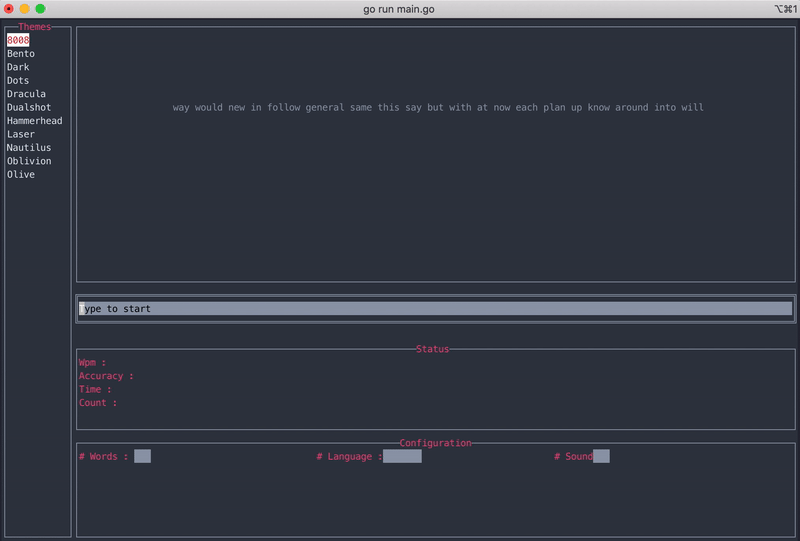 go run main.go
⌥⌘1
Themes
8008
Bento
Dark
Dots
Dracula
Dualshot
Hammerhead
Laser
Nautilus
Oblivion
Olive
way would new in follow general same this say but with at now each plan up know around into will
Type to start
Status
Wpm :
Accuracy :
Time :
Count :
Configuration
# Words :
# Language :
# Sound